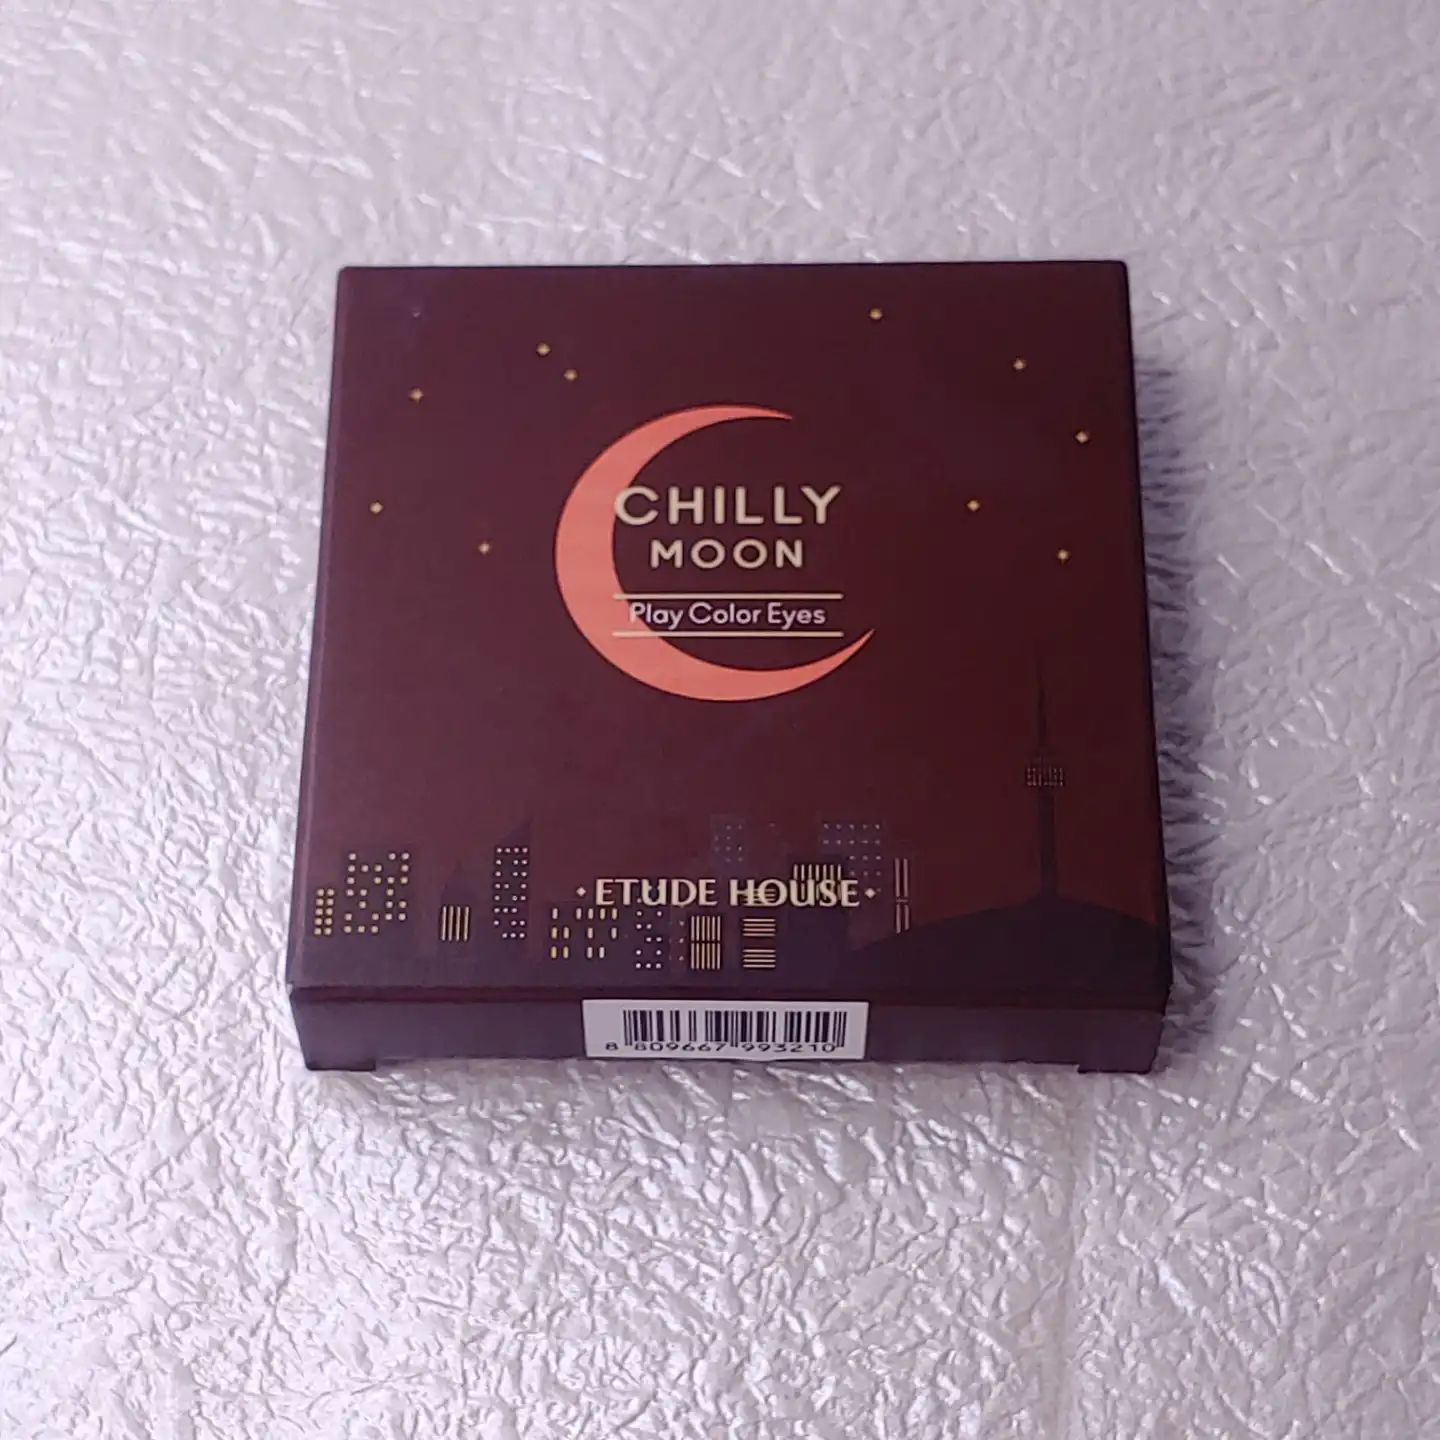 CHILLY
MOON
Play Color Eyes
ETUDE HOUSE
8 809667 993210